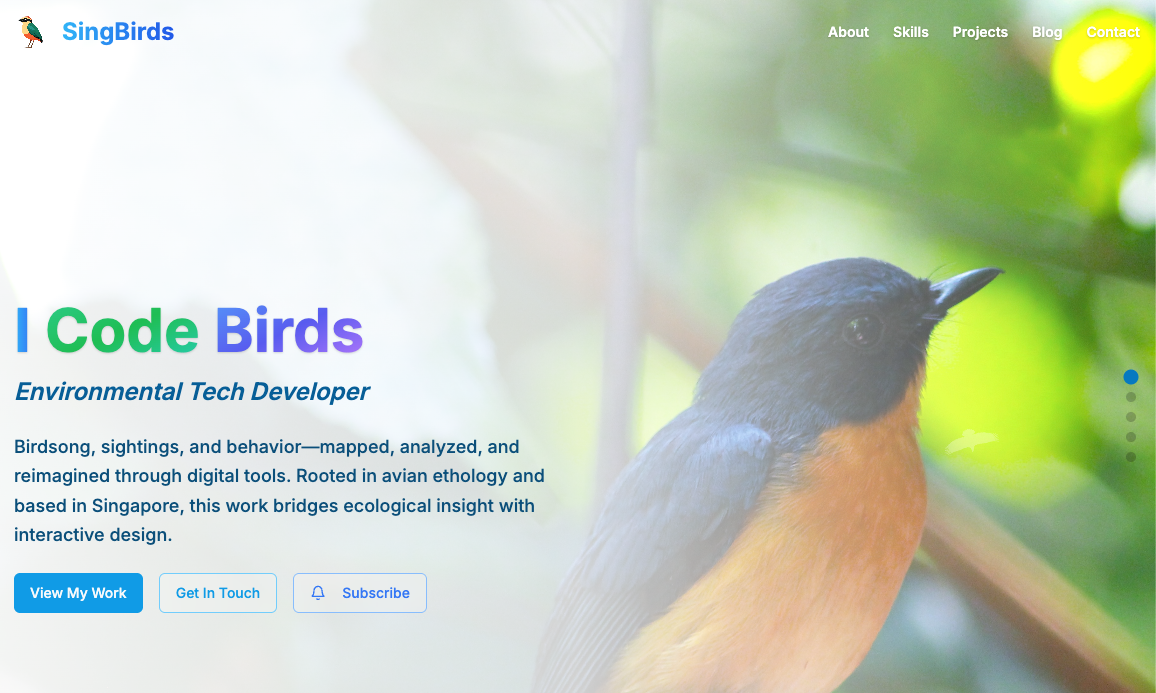 SingBirds
About Skills Projects Blog Contact
I Code Birds
Environmental Tech Developer
Birdsong, sightings, and behavior—mapped, analyzed, and
reimagined through digital tools. Rooted in avian ethology and
based in Singapore, this work bridges ecological insight with
interactive design.
View My Work Get In Touch Subscribe